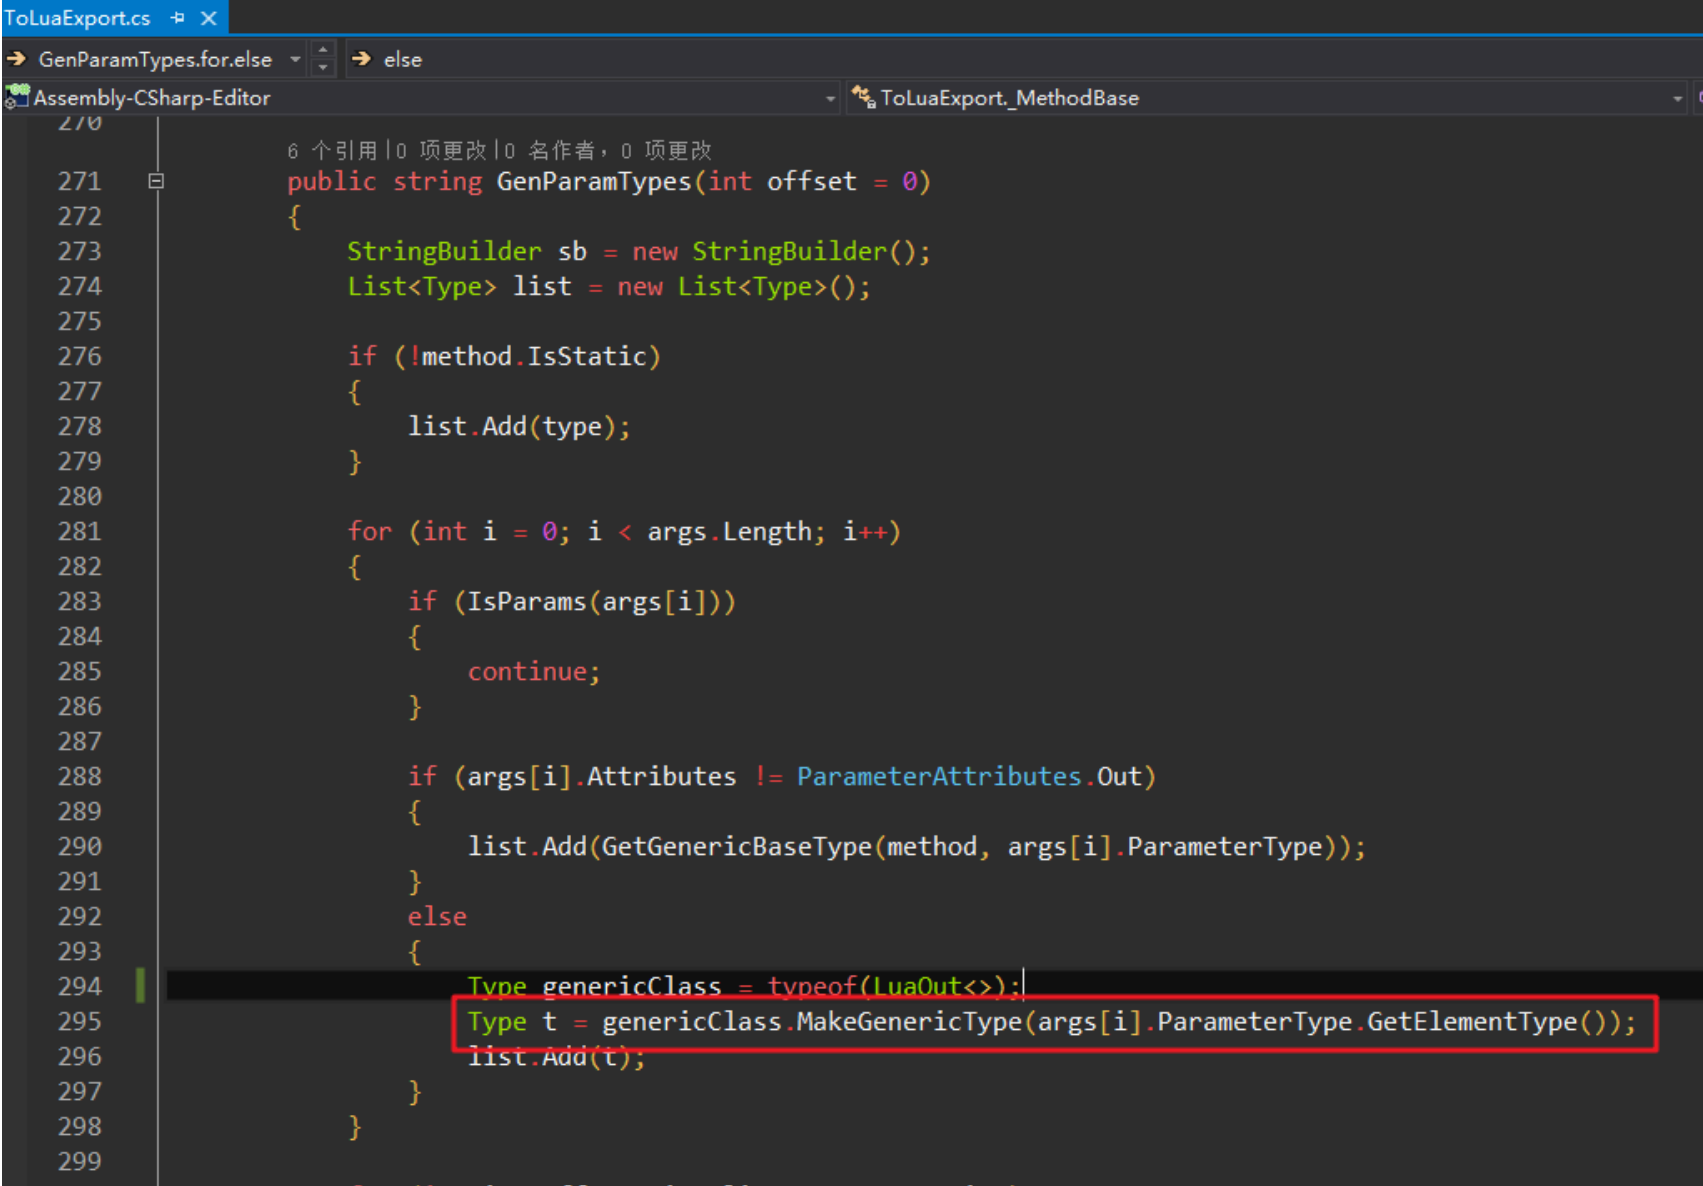 ToLuaExport.cs
GenParamTypes.for.else
else
Assembly-CSharp-Editor
ToLuaExport._MethodBase
270
6 个引用|0 项更改|0 名作者，0 项更改
271 public string GenParamTypes(int offset = 0)
272 {
273 StringBuilder sb = new StringBuilder();
274 List<Type> list = new List<Type>();
275
276 if (!method.IsStatic)
277 {
278 list.Add(type);
279 }
280
281 for (int i = 0; i < args.Length; i++)
282 {
283 if (IsParams(args[i]))
284 {
285 continue;
286 }
287
288 if (args[i].Attributes != ParameterAttributes.Out)
289 {
290 list.Add(GetGenericBaseType(method, args[i].ParameterType));
291 }
292 else
293 {
294 Type genericClass = typeof(LuaOut<>);
295 Type t = genericClass.MakeGenericType(args[i].ParameterType.GetElementType());
296 list.Add(t);
297 }
298 }
299